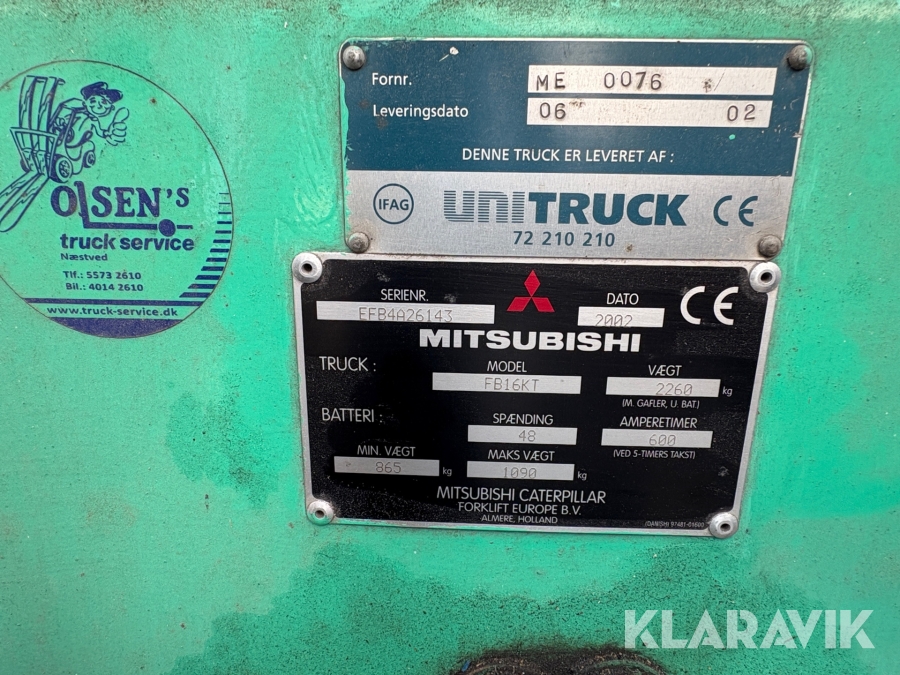 OLSEN'S
truck service
Næstved
Tlf.: 5573 2610
Bil.: 4014 2610
www.truck-service.dk
Fornr. ME 0076
Leveringsdato 06 02
DENNE TRUCK ER LEVERET AF :
IFAG UNITRUCK CE
72 210 210
SERIENR. DATO CE
EFB4A26143 2002
MITSUBISHI
TRUCK : MODEL VÆGT
FB16KT 2260 kg
(M. GAFLER, U. BAT.)
BATTERI : SPÆNDING AMPERETIMER
48 600
MIN. VÆGT MAKS VÆGT (VED 5-TIMERS TAKST)
865 kg 1090 kg
MITSUBISHI CATERPILLAR
FORKLIFT EUROPE B.V.
ALMERE, HOLLAND
(DANISH) 97481-01600
KLARAVIK